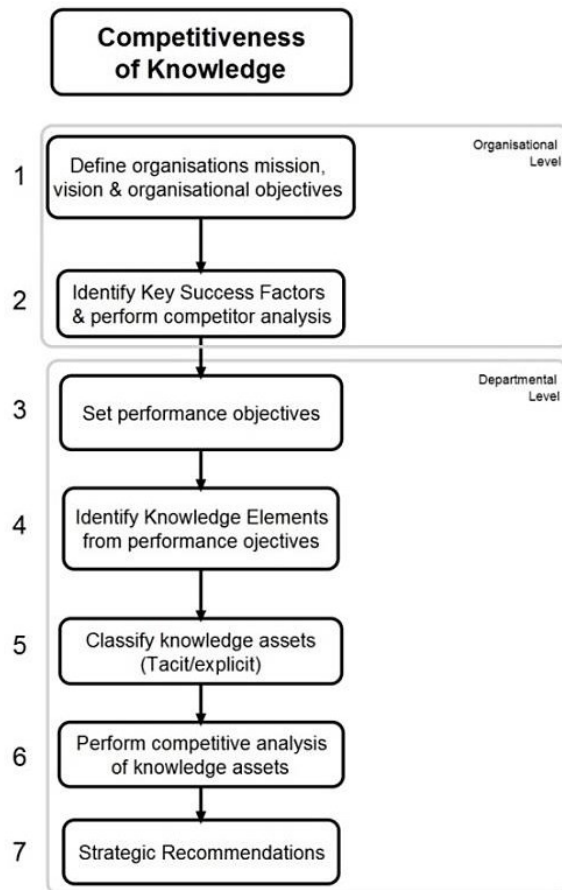 Competitiveness
of Knowledge
Organisational
Level
1
Define organisations mission,
vision & organisational objectives
2
Identify Key Success Factors
& perform competitor analysis
Departmental
Level
3
Set performance objectives
4
Identify Knowledge Elements
from performance ojectives
5
Classify knowledge assets
(Tacit/explicit)
6
Perform competitive analysis
of knowledge assets
7
Strategic Recommendations